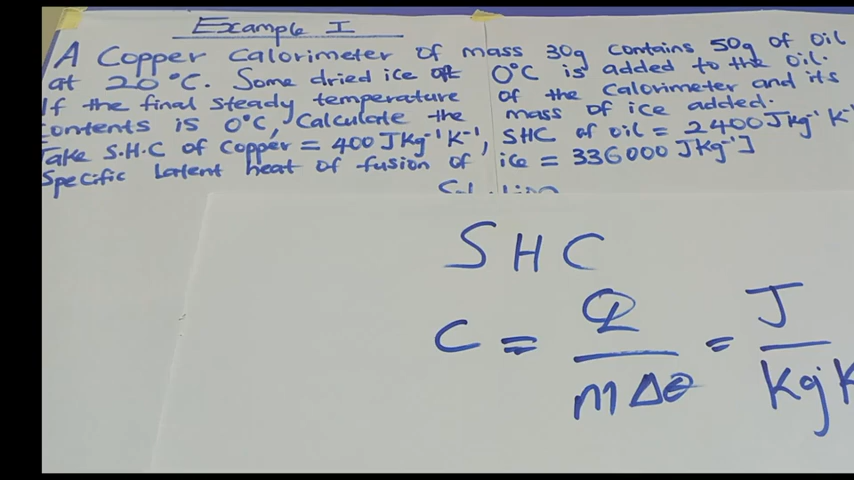 Example I
A Copper Calorimeter of mass 30g contains 50g of oil
at 20°C. Some dried ice at 0°C is added to the oil.
If the final steady temperature of the Calorimeter and its
Contents is 0°C, Calculate the mass of ice added.
Take S.H.C of Copper = 400 JKg⁻¹K⁻¹, SHC of oil = 2400JKg⁻¹K⁻¹
Specific Latent heat of fusion of ice = 336000 JKg⁻¹]
SHC
C = Q/mΔθ = J/KgK